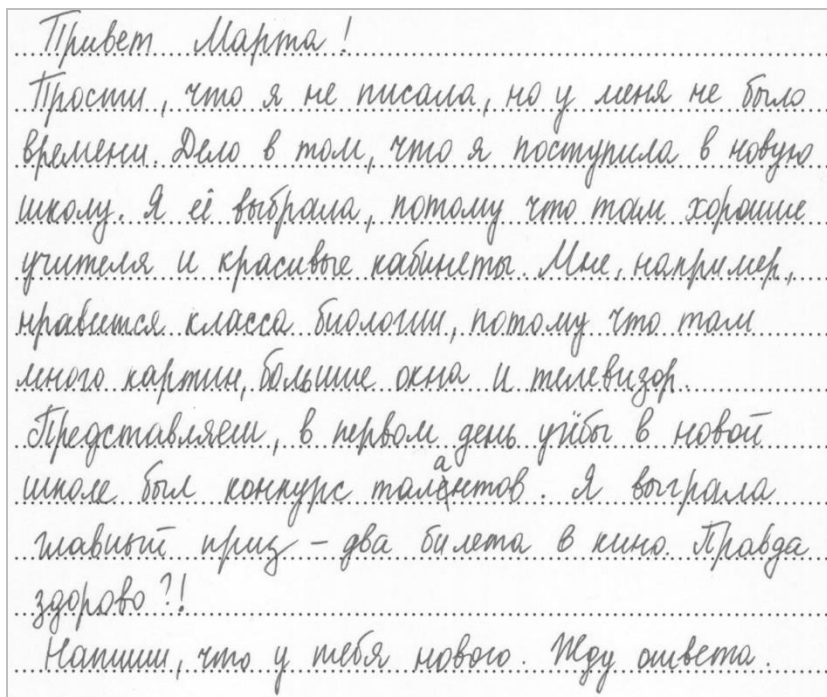 Привет Марта!
Прости, что я не писала, но у меня не было
времени. Дело в том, что я поступила в новую
школу. Я её выбрала, потому что там хорошие
учителя и красивые кабинеты. Мне, например,
нравится класса биологии, потому что там
много картин, большие окна и телевизор.
Представляеш, в первом день учёбы в новой
школе был конкурс талантов. Я выграла
главный приз – два билета в кино. Правда
здорово?!
Напиши, что у тебя нового. Жду ответа.